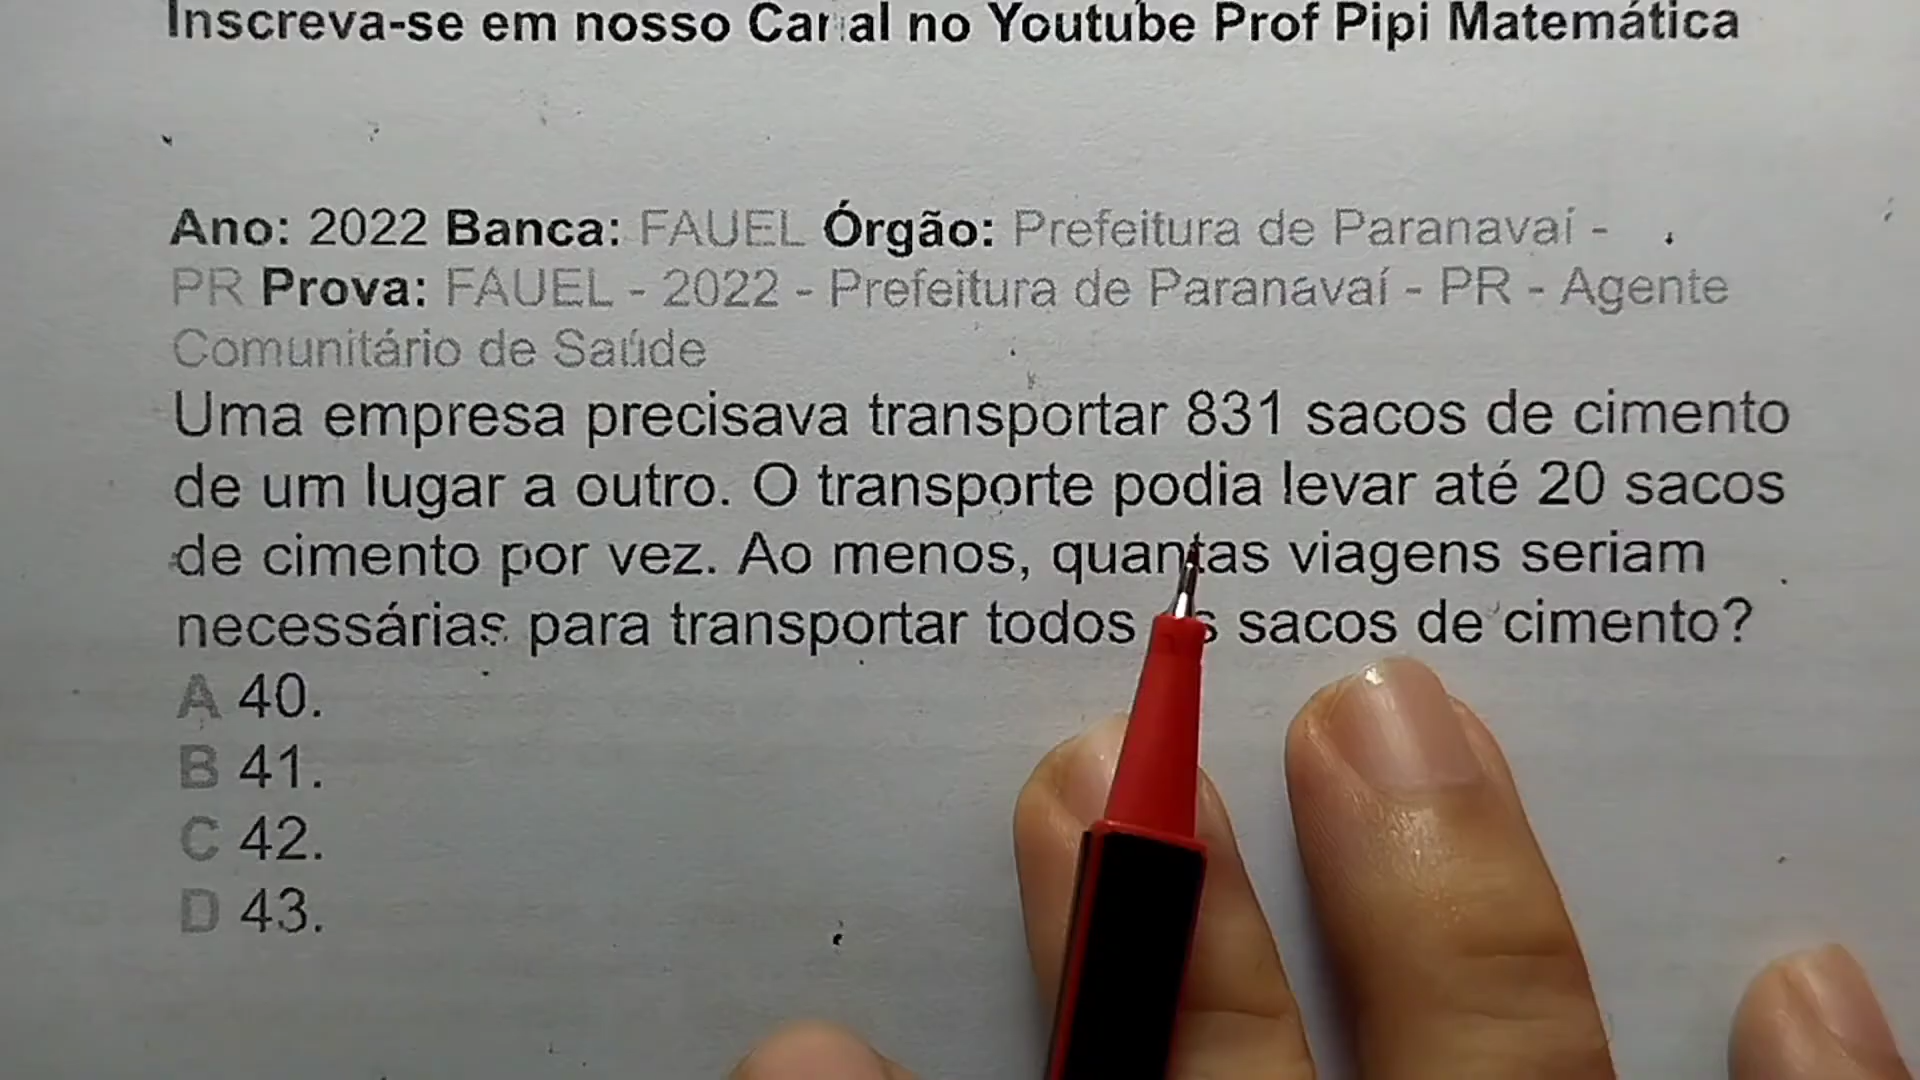 Inscreva-se em nosso Canal no Youtube Prof Pipi Matemática
Ano: 2022 Banca: FAUEL Órgão: Prefeitura de Paranavaí -
PR Prova: FAUEL - 2022 - Prefeitura de Paranavaí - PR - Agente
Comunitário de Saúde
Uma empresa precisava transportar 831 sacos de cimento
de um lugar a outro. O transporte podia levar até 20 sacos
de cimento por vez. Ao menos, quantas viagens seriam
necessárias para transportar todos os sacos de cimento?
A 40.
B 41.
C 42.
D 43.